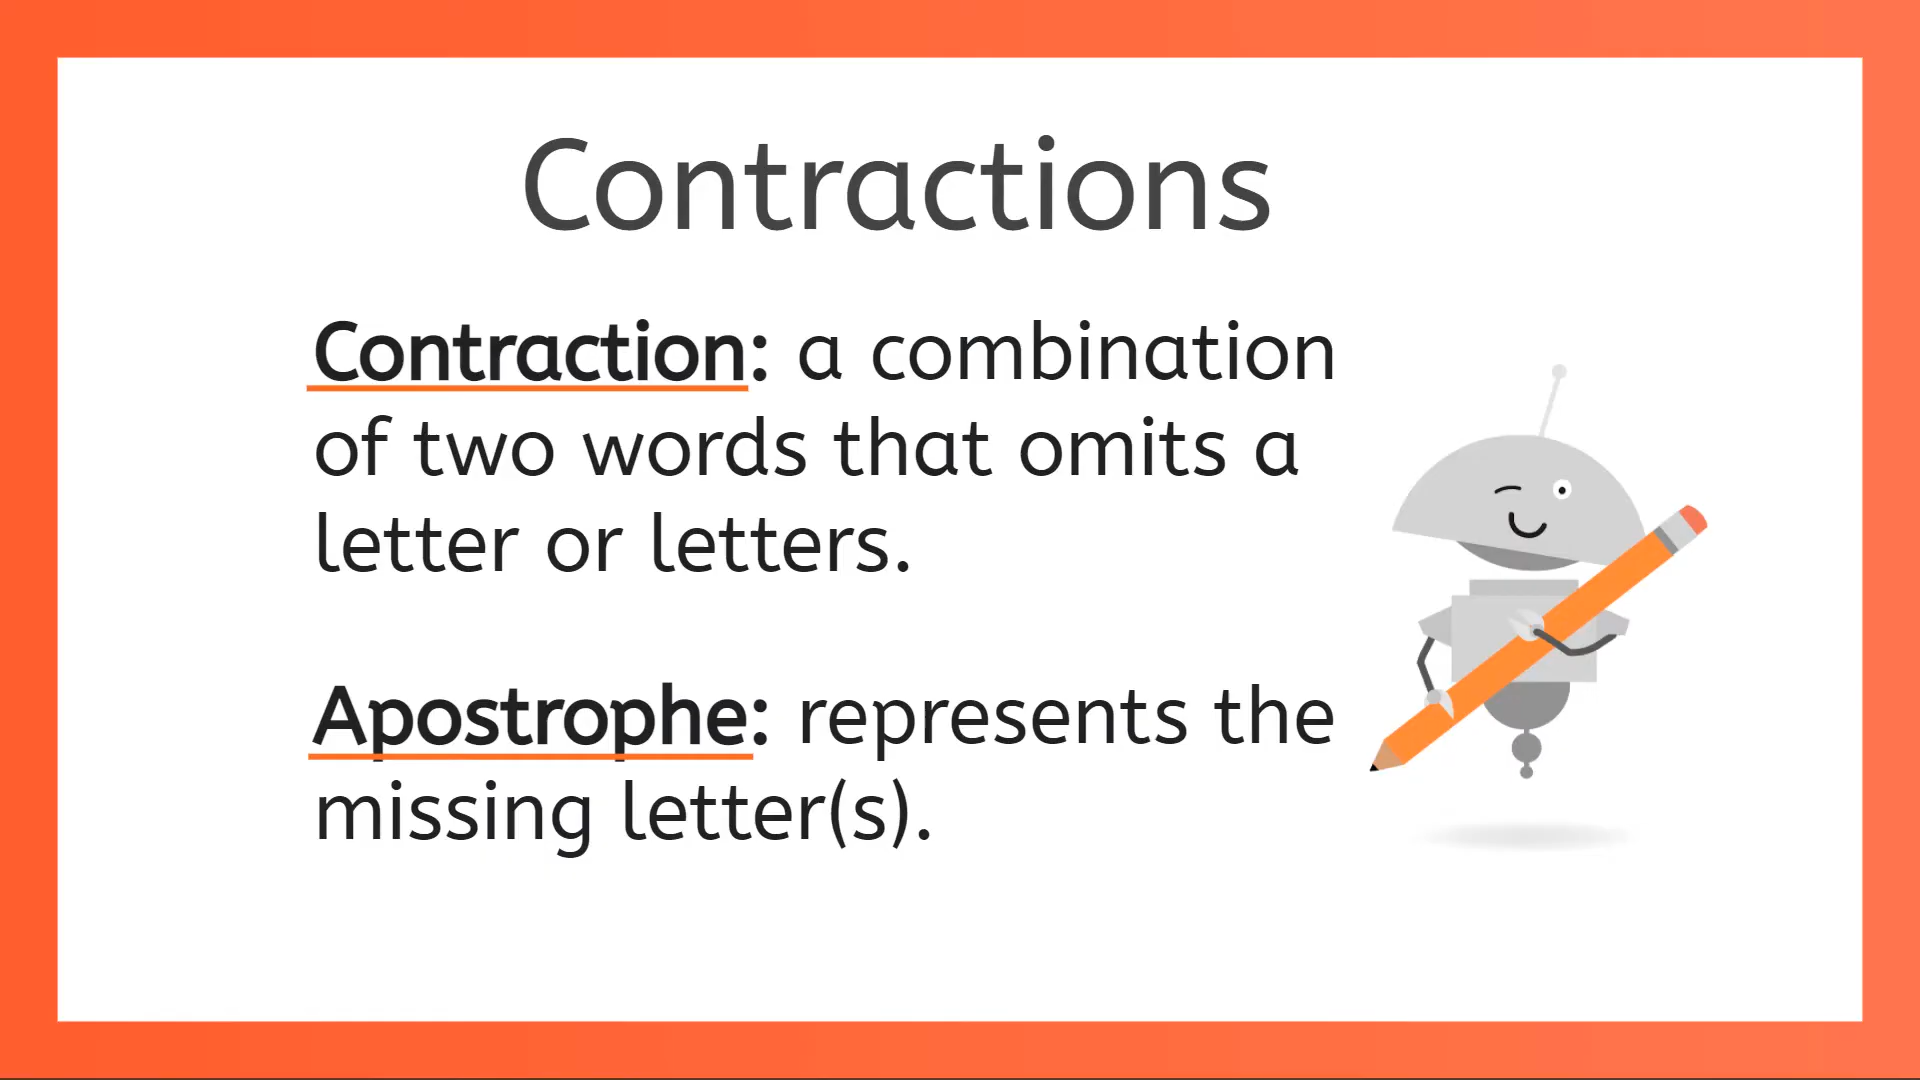 Contractions
Contraction: a combination
of two words that omits a
letter or letters.
Apostrophe: represents the
missing letter(s).